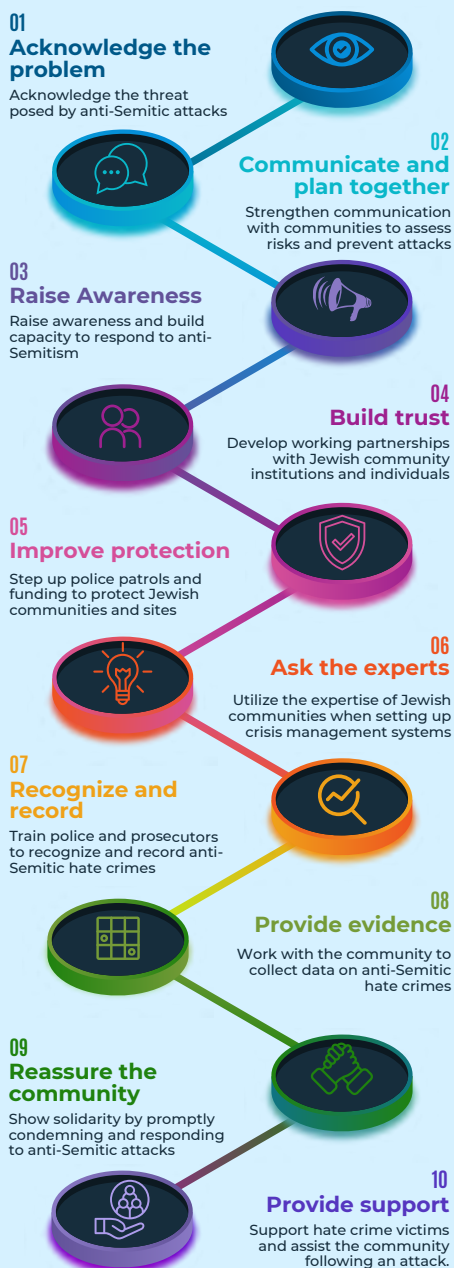 01
Acknowledge the
problem
Acknowledge the threat
posed by anti-Semitic attacks
02
Communicate and
plan together
Strengthen communication
with communities to assess
risks and prevent attacks
03
Raise Awareness
Raise awareness and build
capacity to respond to anti-
Semitism
04
Build trust
Develop working partnerships
with Jewish community
institutions and individuals
05
Improve protection
Step up police patrols and
funding to protect Jewish
communities and sites
06
Ask the experts
Utilize the expertise of Jewish
communities when setting up
crisis management systems
07
Recognize and
record
Train police and prosecutors
to recognize and record anti-
Semitic hate crimes
08
Provide evidence
Work with the community to
collect data on anti-Semitic
hate crimes
09
Reassure the
community
Show solidarity by promptly
condemning and responding
to anti-Semitic attacks
10
Provide support
Support hate crime victims
and assist the community
following an attack.